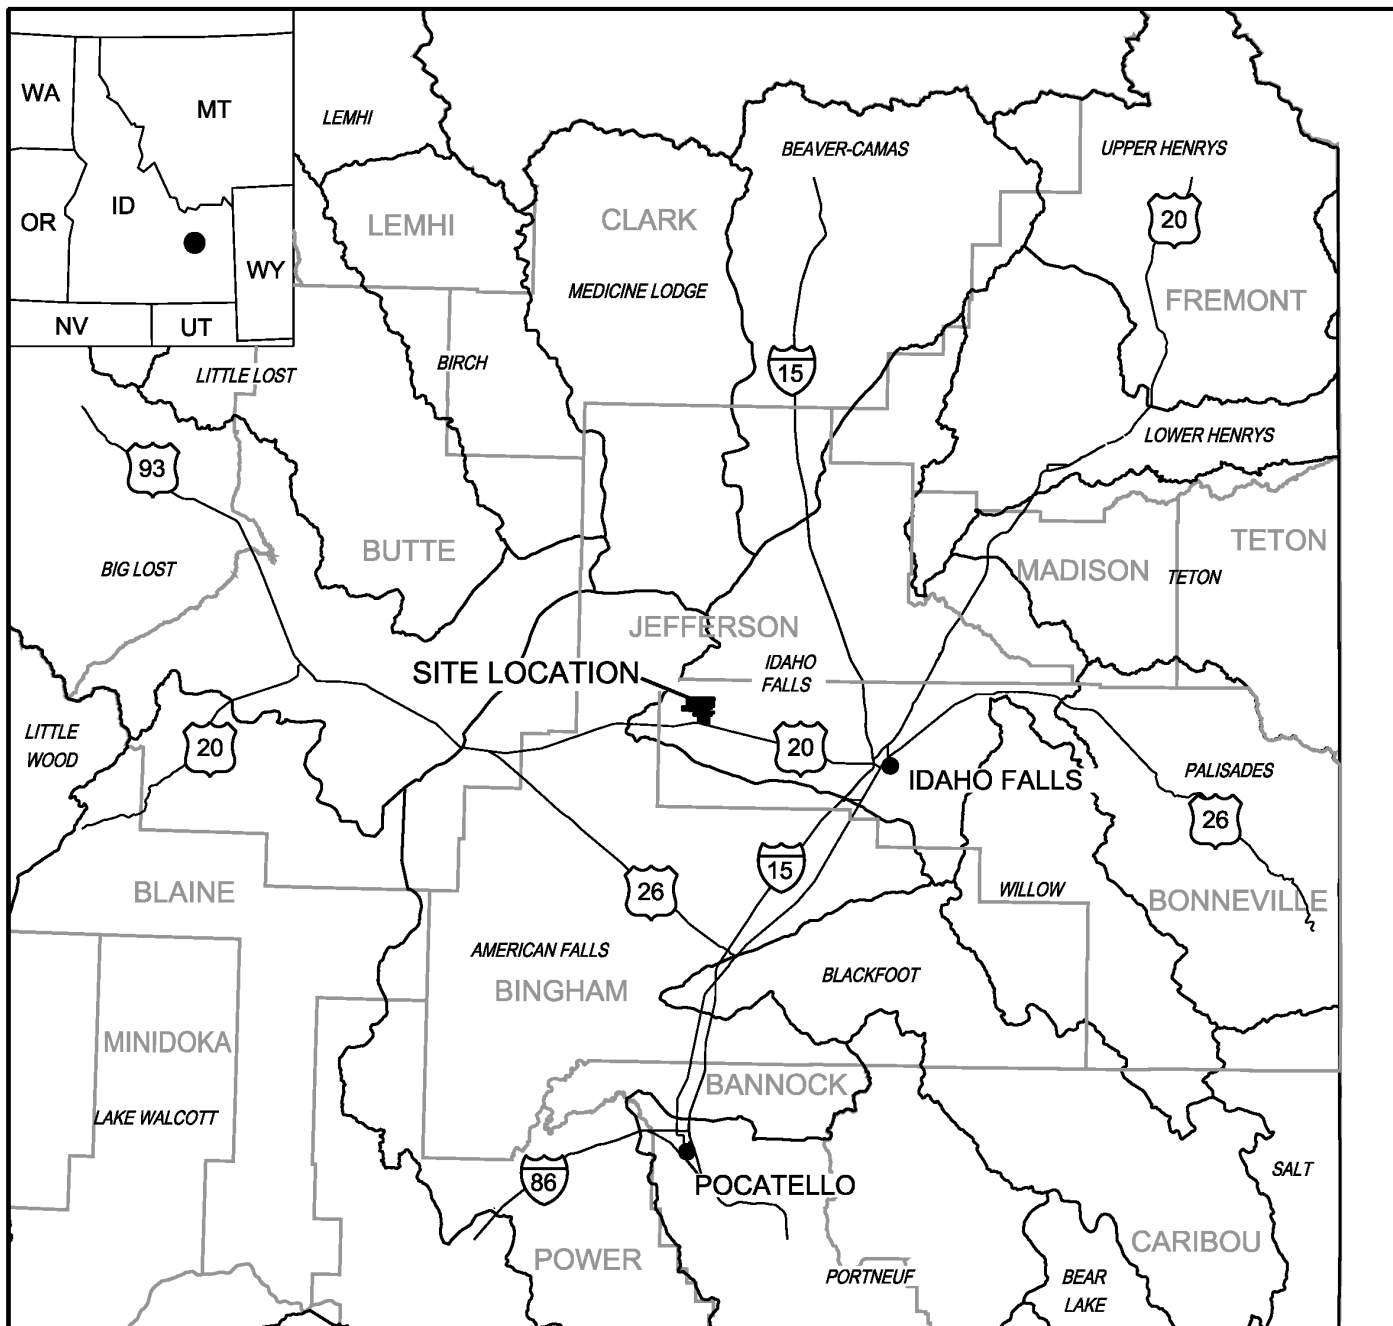 WA
MT
LEMHI
BEAVER-CAMAS
UPPER HENRYS
ID
OR
LEMHI
CLARK
20
WY
MEDICINE LODGE
FREMONT
NV
UT
BIRCH
LITTLE LOST
15
LOWER HENRYS
93
BUTTE
TETON
BIG LOST
MADISON
TETON
JEFFERSON
SITE LOCATION
IDAHO
FALLS
LITTLE
WOOD
20
20
IDAHO FALLS
PALISADES
26
15
BLAINE
26
WILLOW
BONNEVILLE
AMERICAN FALLS
BLACKFOOT
BINGHAM
MINIDOKA
BANNOCK
LAKE WALCOTT
SALT
86
POCATELLO
CARIBOU
POWER
PORTNEUF
BEAR
LAKE